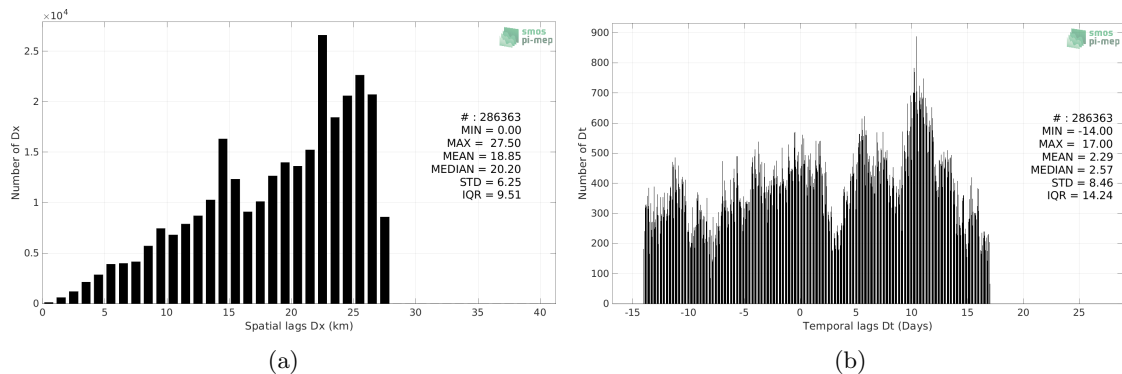 ×10⁴
2.5
2
1.5
1
0.5
0
0 5 10 15 20 25 30 35 40
Number of Dx
Spatial lags Dx (km)
smos
pi-mep
# : 286363
MIN = 0.00
MAX = 27.50
MEAN = 18.85
MEDIAN = 20.20
STD = 6.25
IQR = 9.51
(a)
900
800
700
600
500
400
300
200
100
0
-15 -10 -5 0 5 10 15 20 25
Number of Dt
Temporal lags Dt (Days)
smos
pi-mep
# : 286363
MIN = -14.00
MAX = 17.00
MEAN = 2.29
MEDIAN = 2.57
STD = 8.46
IQR = 14.24
(b)